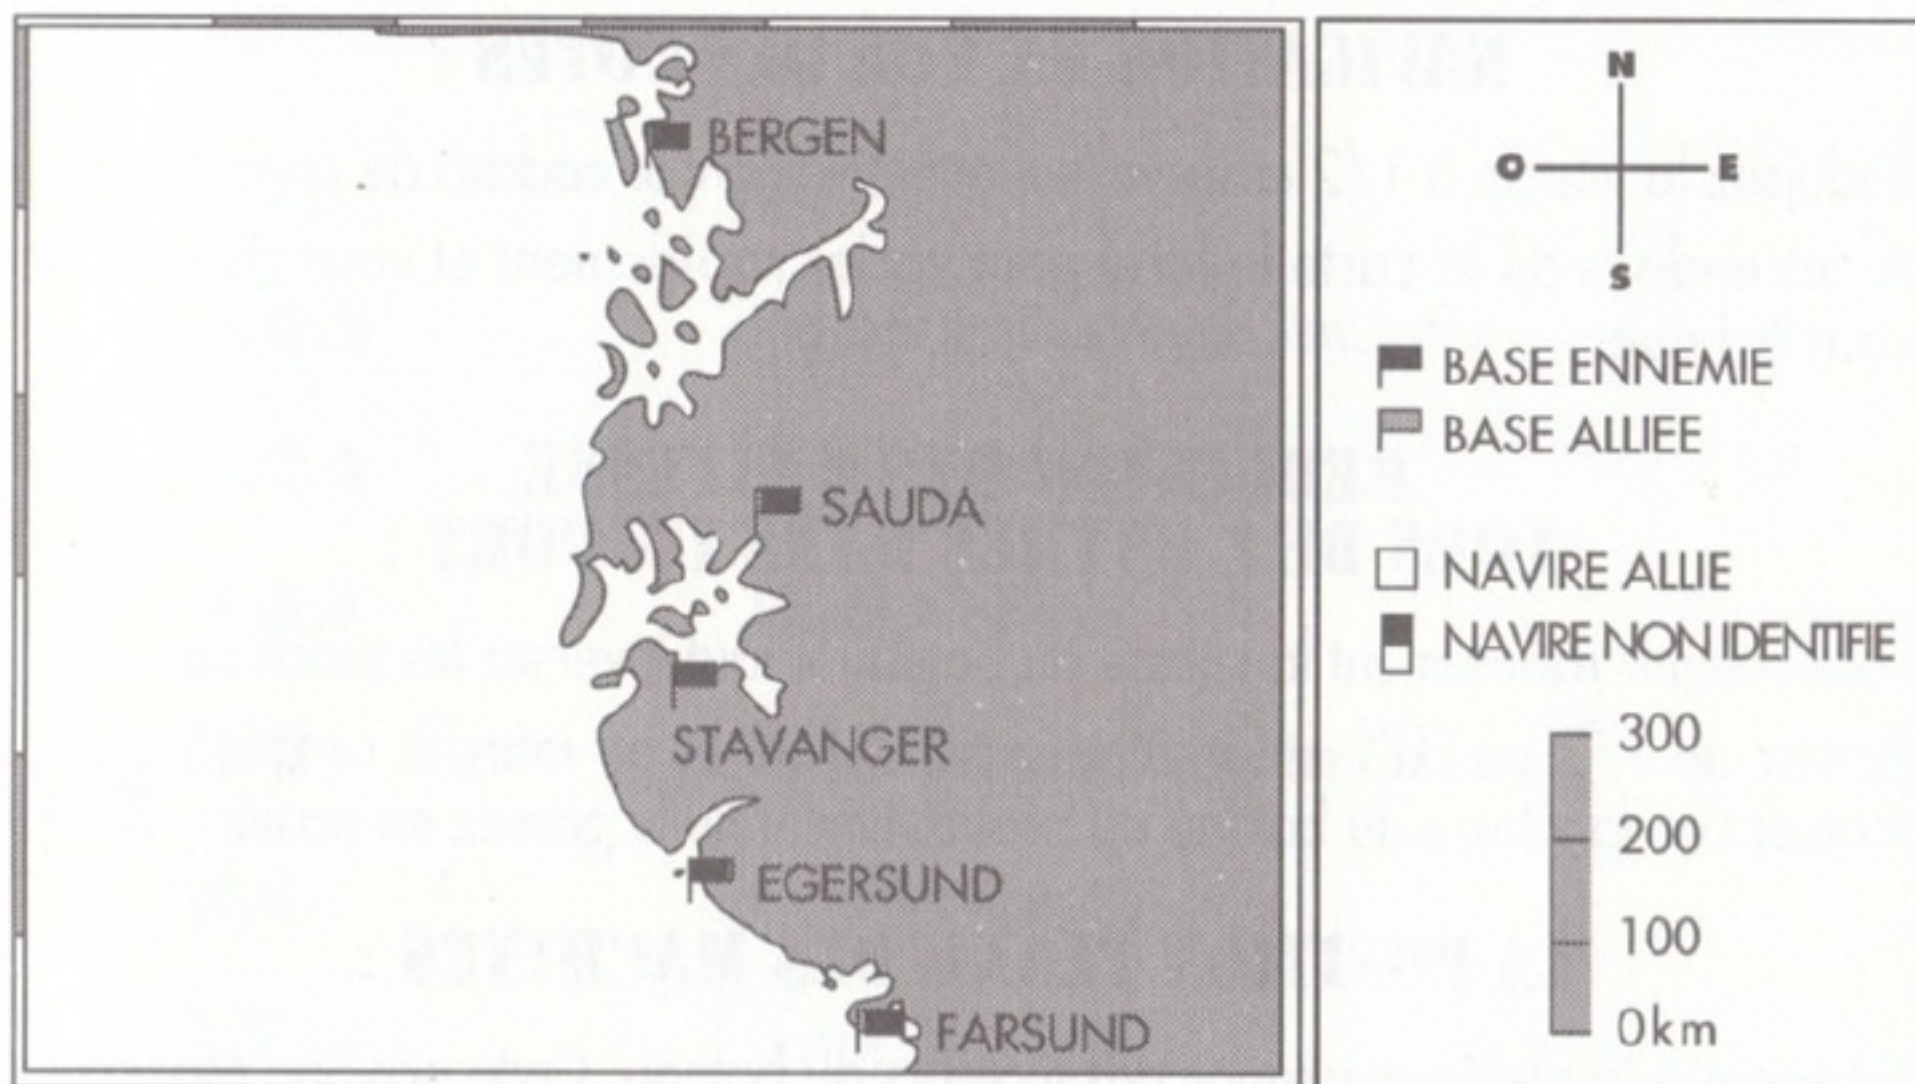 BERGEN
SAUDA
STAVANGER
EGERSUND
FARSUND
N
O E
S
BASE ENNEMIE
BASE ALLIEE
NAVIRE ALLIE
NAVIRE NON IDENTIFIE
300
200
100
0km